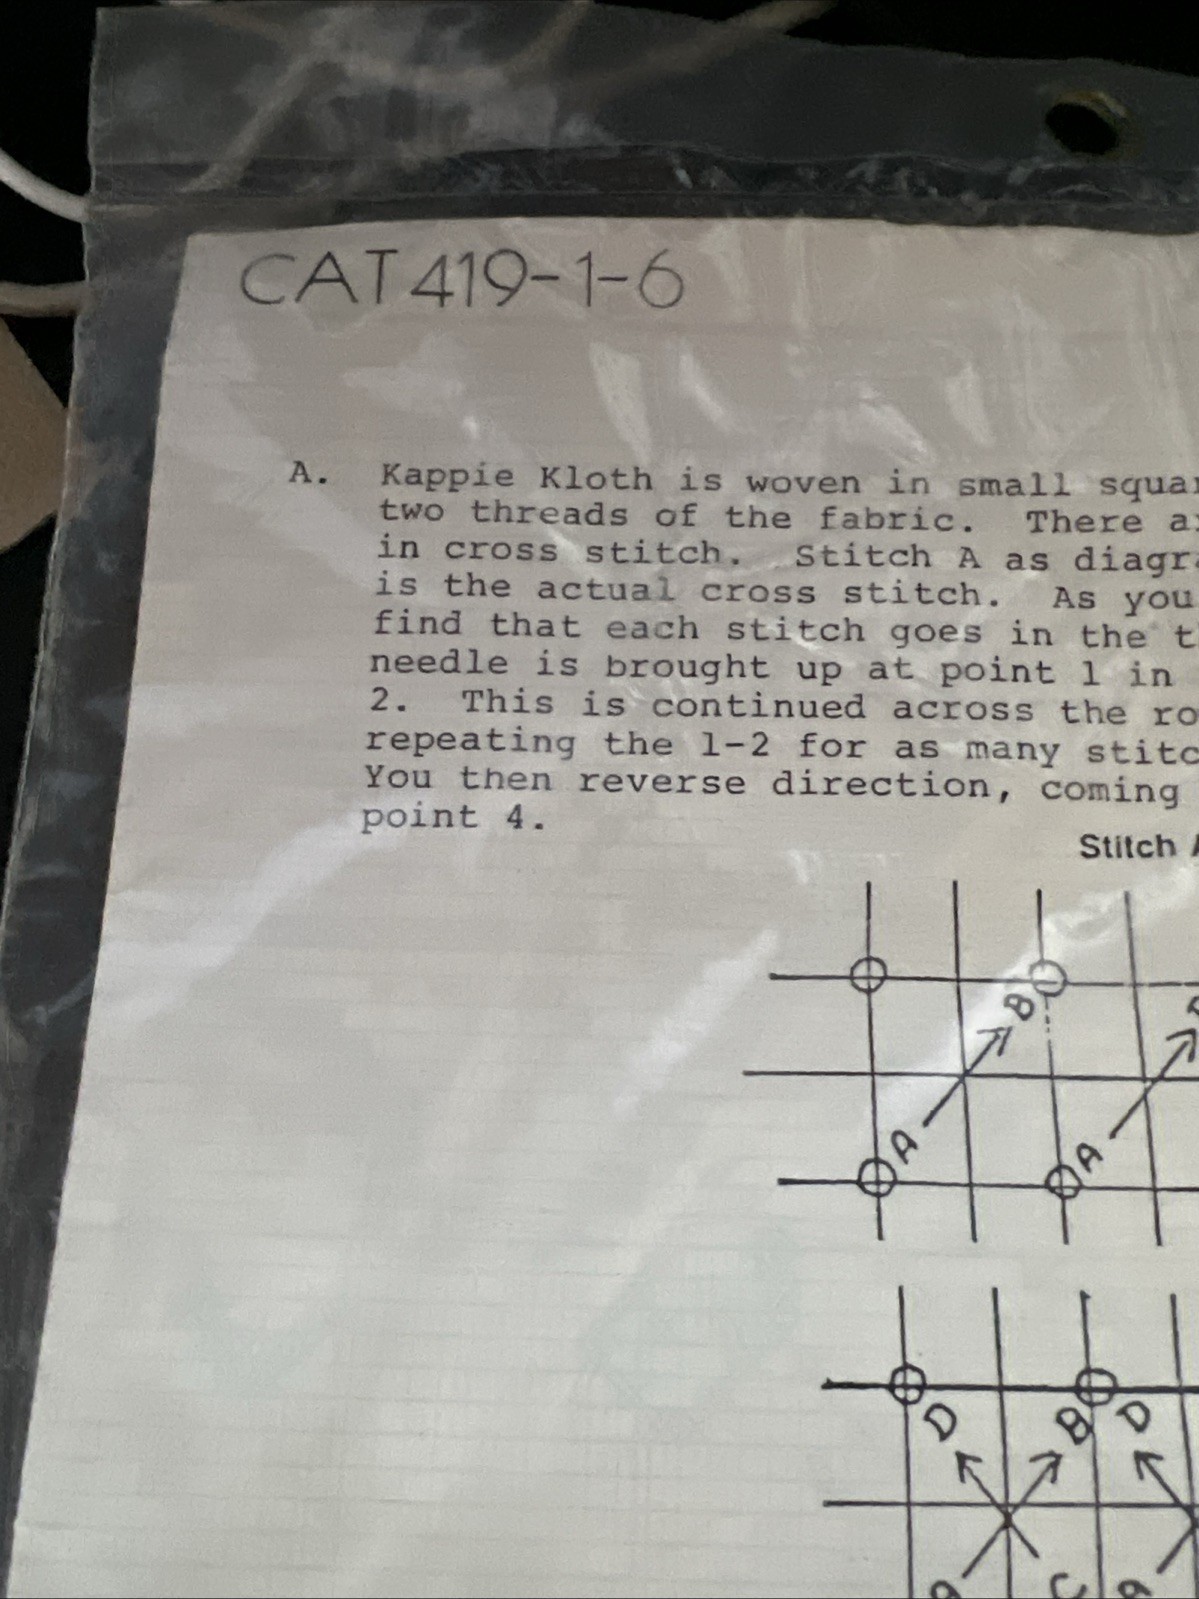 CAT 419-1-6
A. Kappie Kloth is woven in small
two threads of the fabric. There
in cross stitch. Stitch A as
is the actual cross stitch. As you
find that each stitch goes in the
needle is brought up at point 1 in
2. This is continued across the
repeating the 1-2 for as many
You then reverse direction, coming
point 4.
Stitch
B
A A
D B D
C